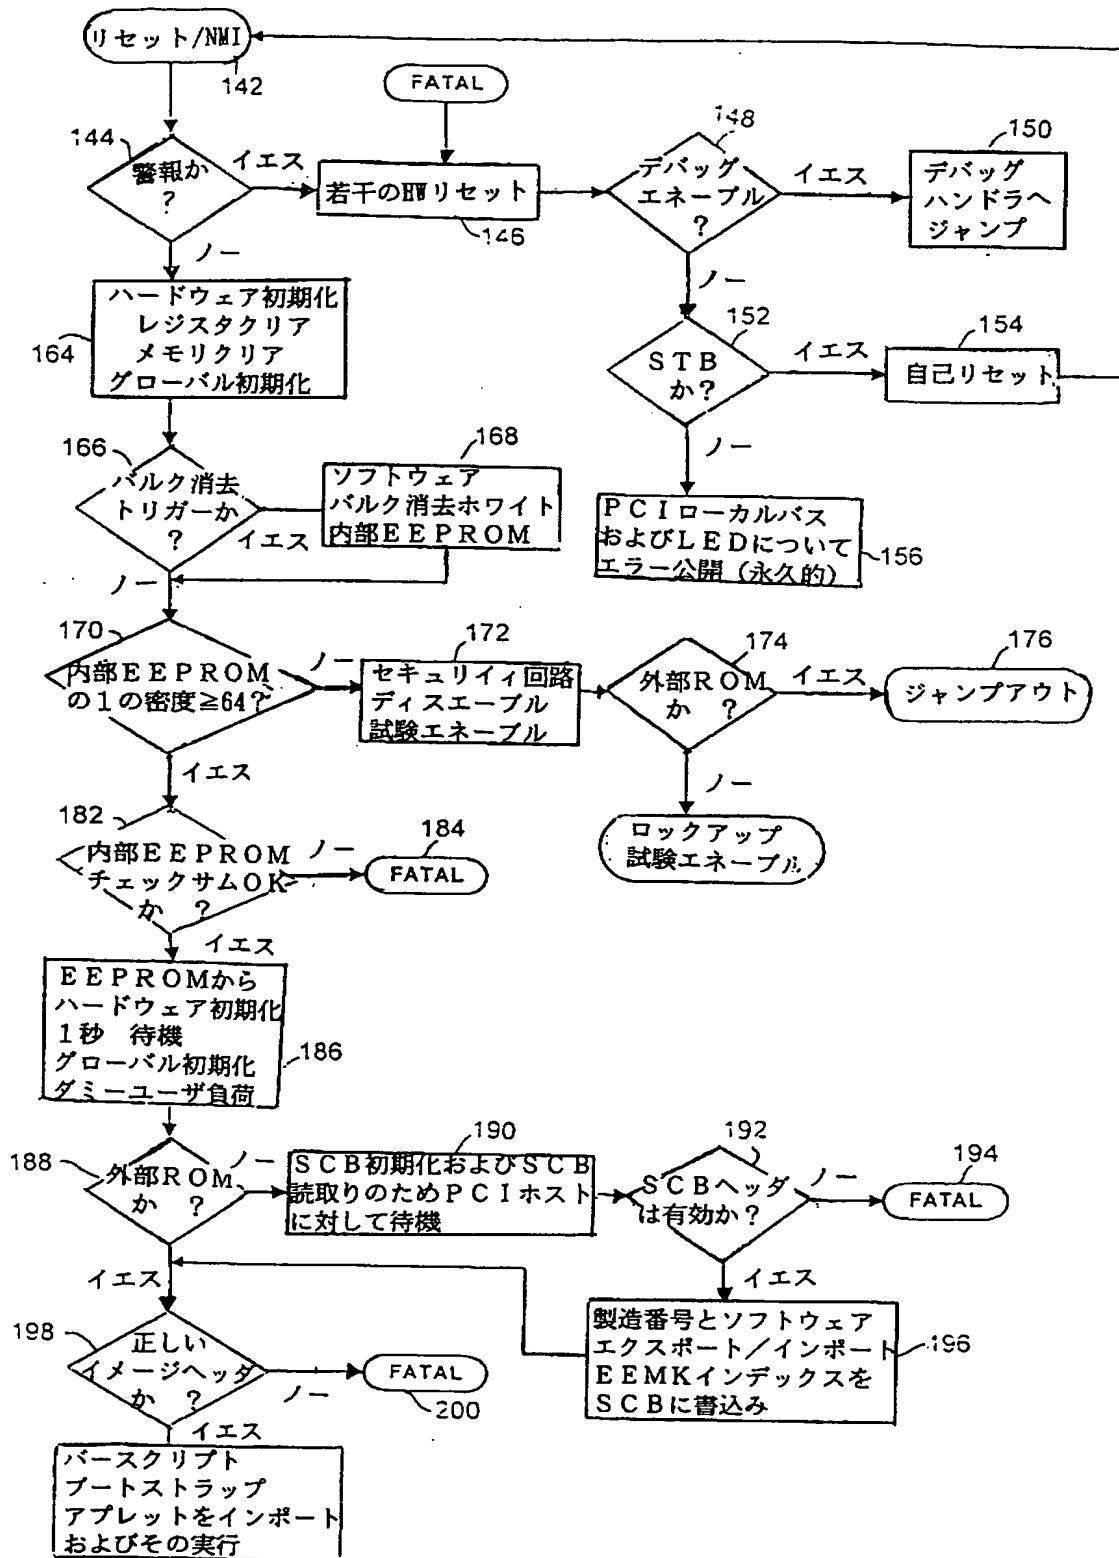 リセット/NMI
142
FATAL
144
警報か
?
イエス
若干のHWリセット
146
148
デバッグ
エネーブル
?
イエス
150
デバッグ
ハンドラへ
ジャンプ
ノー
ハードウェア初期化
レジスタクリア
メモリクリア
グローバル初期化
164
ノー
152
STB
か?
イエス
154
自己リセット
ノー
PCIローカルバス
およびLEDについて
エラー公開(永久的)
156
166
バルク消去
トリガーか
?
イエス
168
ソフトウェア
バルク消去ホワイト
内部EEPROM
ノー
170
内部EEPROM
の1の密度≧64?
ノー
172
セキュリィィ回路
ディスエーブル
試験エネーブル
174
外部ROM
か ?
イエス
176
ジャンプアウト
ノー
ロックアップ
試験エネーブル
イエス
182
内部EEPROM
チェックサムOK
か ?
ノー
184
FATAL
イエス
EEPROMから
ハードウェア初期化
1秒 待機
グローバル初期化
ダミーユーザ負荷
186
188
外部ROM
か ?
ノー
190
SCB初期化およびSCB
読取りのためPCIホスト
に対して待機
192
SCBヘッダ
は有効か?
ノー
194
FATAL
イエス
製造番号とソフトウェア
エクスポート/インポート
EEMKインデックスを
SCBに書込み
196
イエス
198
正しい
イメージヘッダ
か ?
ノー
FATAL
200
イエス
バースクリプト
ブートストラップ
アプレットをインポート
およびその実行